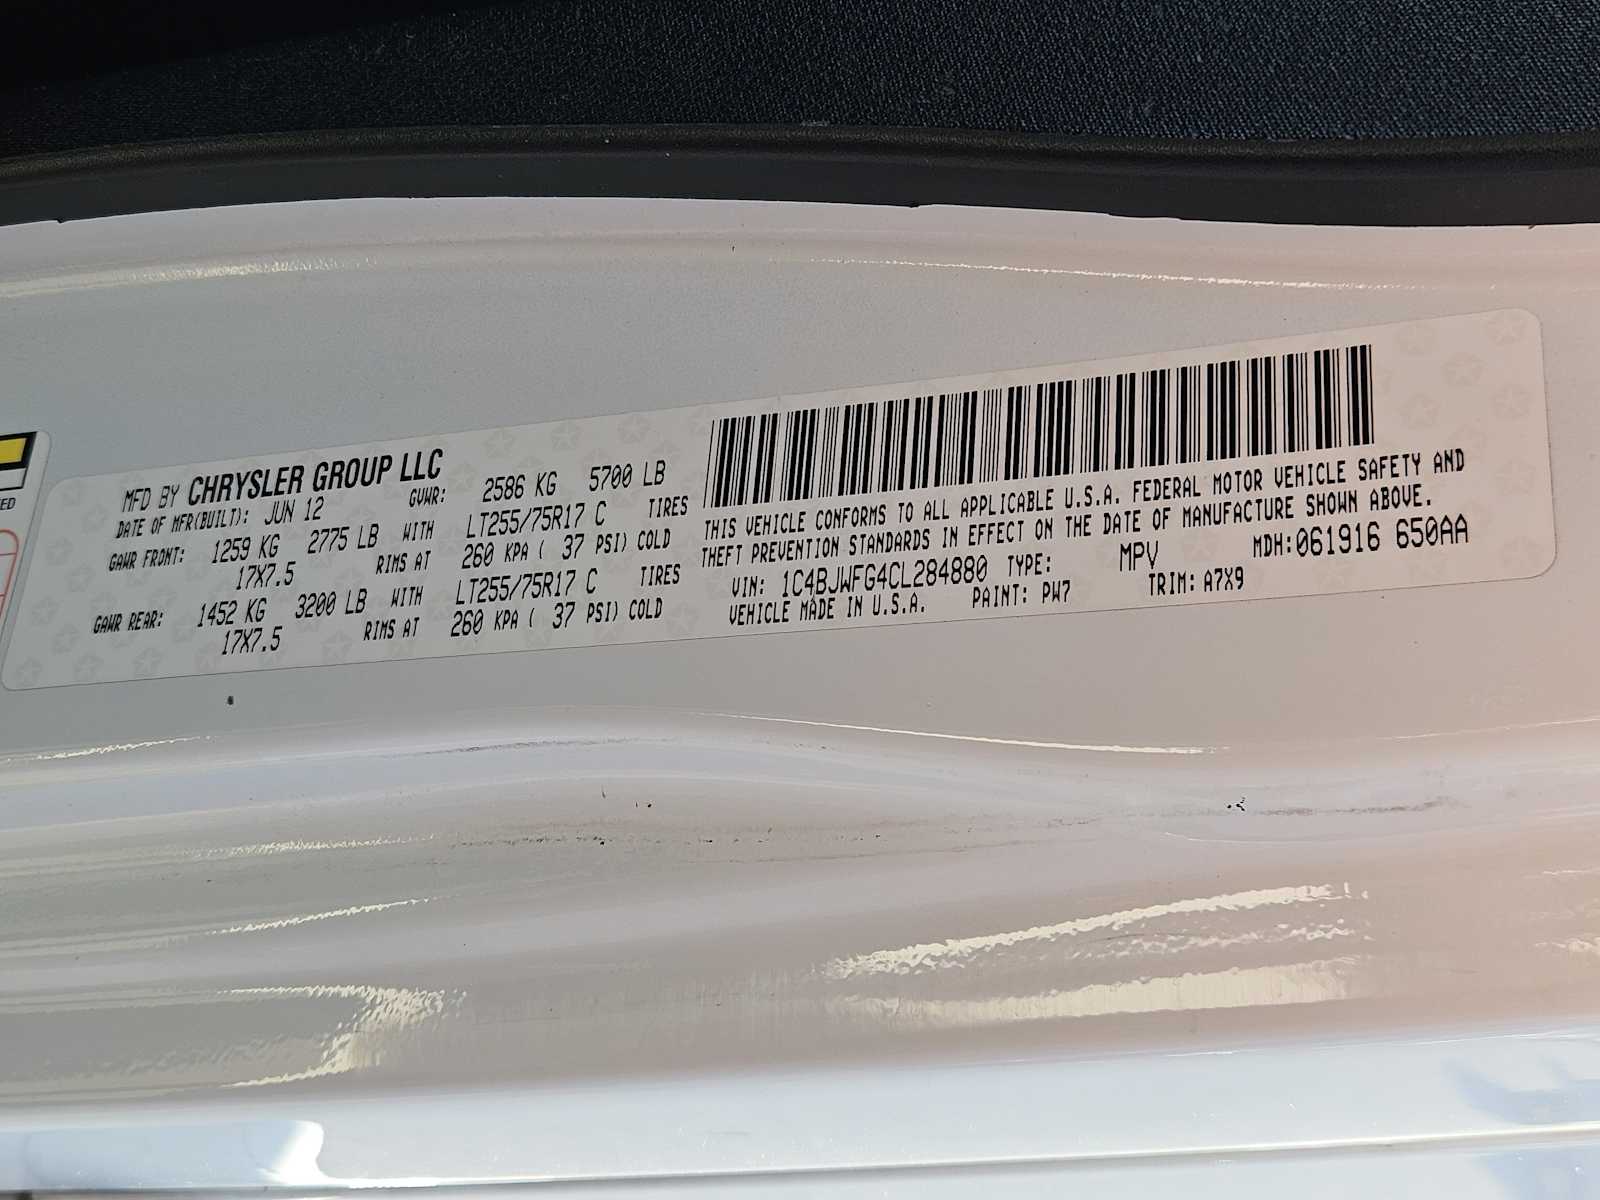 ED
MFD BY CHRYSLER GROUP LLC
DATE OF MFR(BUILT): JUN 12 GVWR: 2586 KG 5700 LB
GAWR FRONT: 1259 KG 2775 LB WITH LT255/75R17 C TIRES
17X7.5 RIMS AT 260 KPA ( 37 PSI) COLD
GAWR REAR: 1452 KG 3200 LB WITH LT255/75R17 C TIRES
17X7.5 RIMS AT 260 KPA ( 37 PSI) COLD
THIS VEHICLE CONFORMS TO ALL APPLICABLE U.S.A. FEDERAL MOTOR VEHICLE SAFETY AND
THEFT PREVENTION STANDARDS IN EFFECT ON THE DATE OF MANUFACTURE SHOWN ABOVE.
VIN: 1C4BJWFG4CL284880 TYPE: MPV MDH:061916 650AA
VEHICLE MADE IN U.S.A. PAINT: PW7 TRIM: A7X9